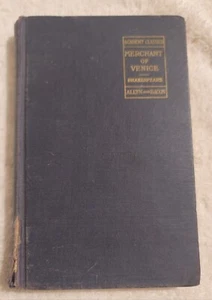 MERCHANT
OF
VENICE
SHAKESPEARE
ALLYN AND BACON